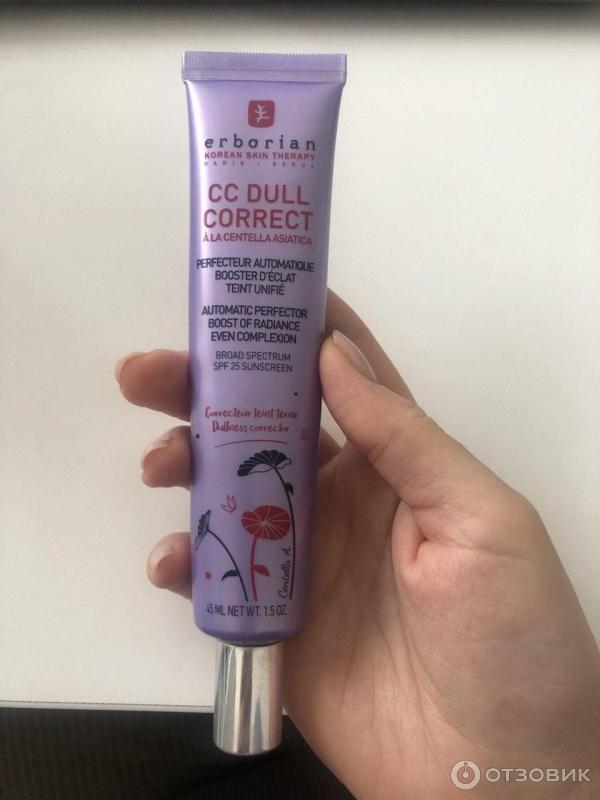 erborian
KOREAN SKIN THERAPY
PARIS - SEOUL
CC DULL
CORRECT
À LA CENTELLA ASIATICA
PERFECTEUR AUTOMATIQUE
BOOSTER D'ÉCLAT
TEINT UNIFIÉ
AUTOMATIC PERFECTOR
BOOST OF RADIANCE
EVEN COMPLEXION
BROAD SPECTRUM
SPF 25 SUNSCREEN
Correcteur teint terne
Dullness corrector
Centella A.
45 ML NET WT. 1.5 OZ.
ОТЗОВИК